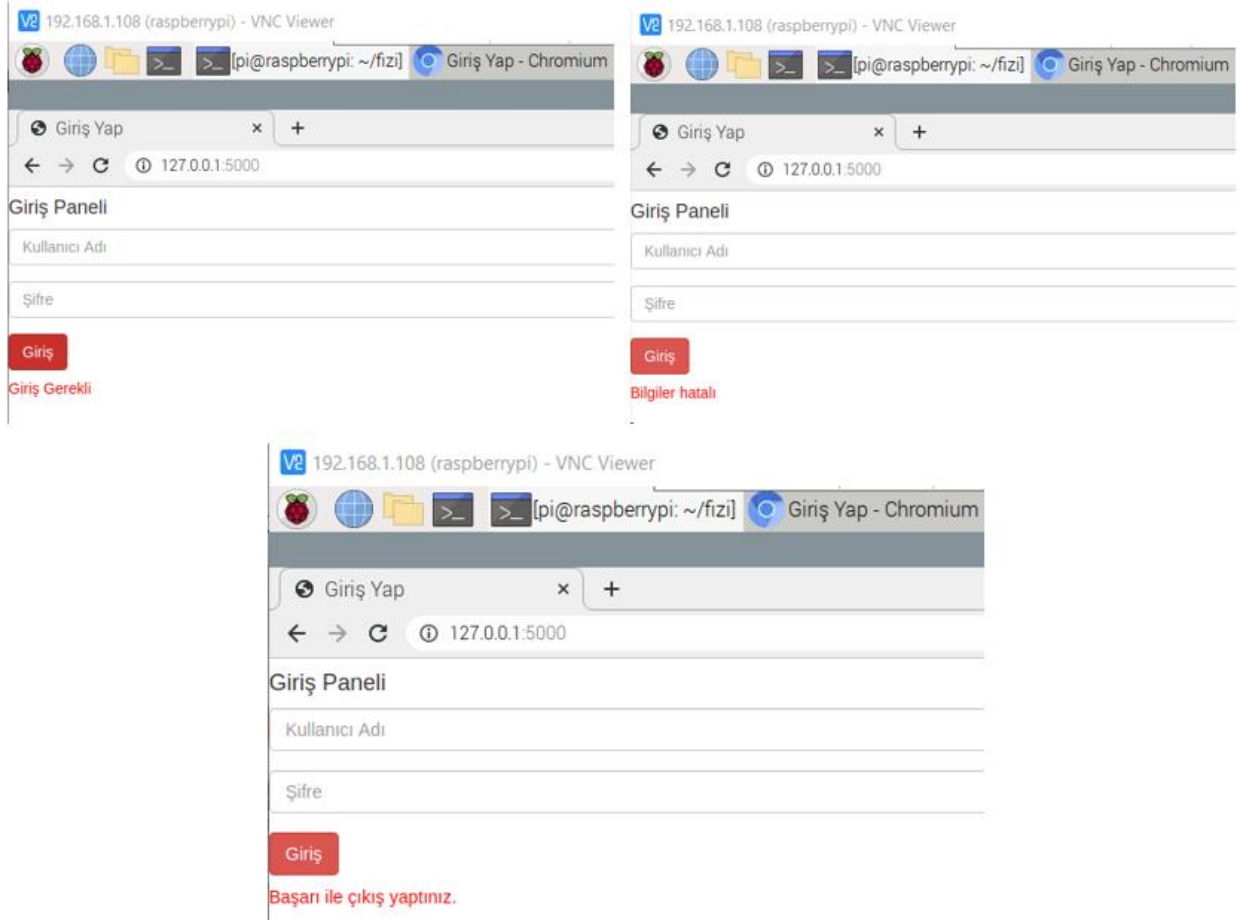 192.168.1.108 (raspberrypi) - VNC Viewer
[pi@raspberrypi: ~/fizi] Giriş Yap - Chromium
Giriş Yap
127.0.0.1:5000
Giriş Paneli
Kullanıcı Adı
Şifre
Giriş
Giriş Gerekli
192.168.1.108 (raspberrypi) - VNC Viewer
[pi@raspberrypi: ~/fizi] Giriş Yap - Chromium
Giriş Yap
127.0.0.1:5000
Giriş Paneli
Kullanıcı Adı
Şifre
Giriş
Bilgiler hatalı
192.168.1.108 (raspberrypi) - VNC Viewer
[pi@raspberrypi: ~/fizi] Giriş Yap - Chromium
Giriş Yap
127.0.0.1:5000
Giriş Paneli
Kullanıcı Adı
Şifre
Giriş
Başarı ile çıkış yaptınız.